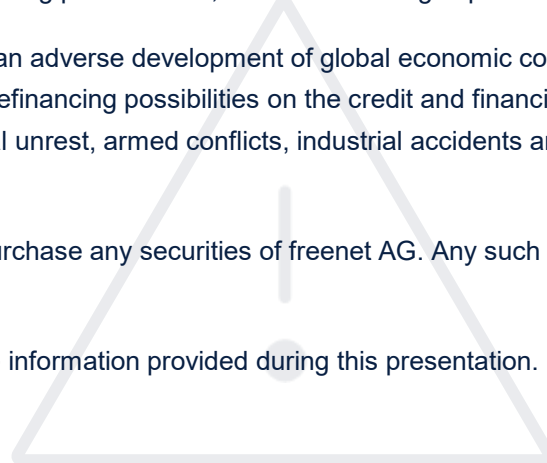 an adverse development of global economic co
efinancing possibilities on the credit and financi
l unrest, armed conflicts, industrial accidents a
urchase any securities of freenet AG. Any such
information provided during this presentation.